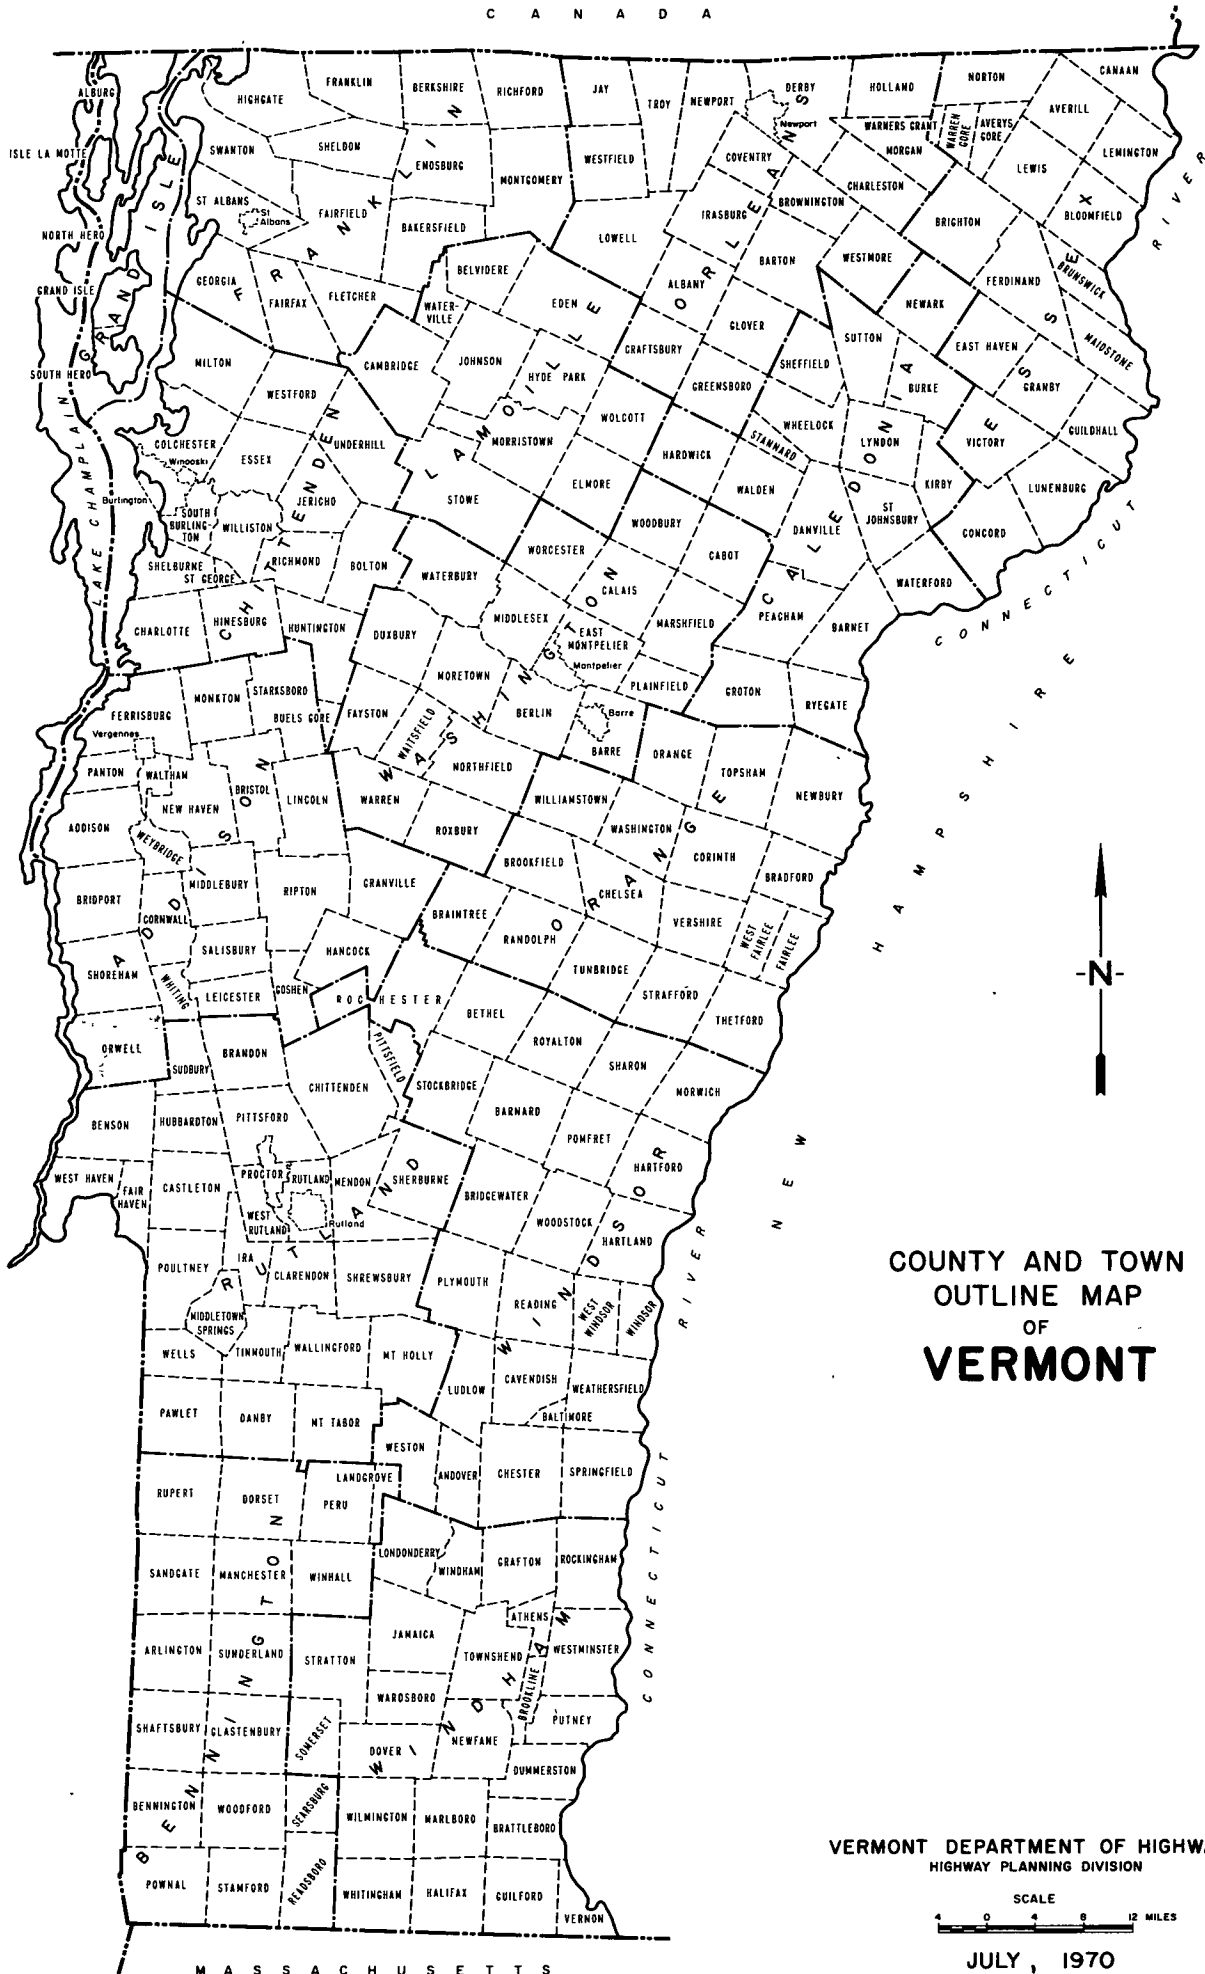 CANADA
ALBURG
HIGHGATE
FRANKLIN
BERKSHIRE
RICHFORD
JAY
TROY
NEWPORT
DERBY
Newport
HOLLAND
NORTON
CANAAN
AVERILL
WARNERS GRANT
WARREN GORE
AVERYS GORE
MORGAN
LEWIS
LEMINGTON
ISLE LA MOTTE
SWANTON
SHELDON
ENOSBURG
MONTGOMERY
WESTFIELD
COVENTRY
CHARLESTON
BROWNINGTON
BRIGHTON
BLOOMFIELD
ST ALBANS
St Albans
FAIRFIELD
BAKERSFIELD
LOWELL
IRASBURG
NORTH HERO
GRAND ISLE
GEORGIA
FAIRFAX
FLETCHER
BELVIDERE
WATER-
VILLE
EDEN
ALBANY
BARTON
WESTMORE
NEWARK
FERDINAND
BRUNSWICK
MAIDSTONE
SOUTH HERO
MILTON
WESTFORD
CAMBRIDGE
JOHNSON
HYDE PARK
CRAFTSBURY
GLOVER
GREENSBORO
SHEFFIELD
SUTTON
BURKE
EAST HAVEN
GRANBY
GUILDHALL
COLCHESTER
Winooski
Burlington
ESSEX
UNDERHILL
JERICHO
MORRISTOWN
WOLCOTT
HARDWICK
STANNARD
WHEELOCK
LYNDON
VICTORY
KIRBY
LUNENBURG
SOUTH
BURLING-
TON
WILLISTON
STOWE
ELMORE
WOODBURY
WALDEN
DANVILLE
ST
JOHNSBURY
CONCORD
SHELBURNE
ST GEORGE
RICHMOND
BOLTON
WATERBURY
WORCESTER
CALAIS
CABOT
PEACHAM
WATERFORD
CHARLOTTE
HINESBURG
HUNTINGTON
DUXBURY
MIDDLESEX
EAST
MONTPELIER
Montpelier
MARSHFIELD
BARNET
FERRISBURG
Vergennes
MONKTON
STARKSBORO
BUELS GORE
FAYSTON
MORETOWN
WAITSFIELD
BERLIN
PLAINFIELD
Barre
BARRE
GROTON
RYEGATE
PANTON
WALTHAM
NEW HAVEN
BRISTOL
LINCOLN
WARREN
NORTHFIELD
ORANGE
TOPSHAM
NEWBURY
ADDISON
WEYBRIDGE
ROXBURY
WILLIAMSTOWN
WASHINGTON
CORINTH
BRIDPORT
CORNWALL
MIDDLEBURY
RIPTON
GRANVILLE
BRAINTREE
BROOKFIELD
CHELSEA
VERSHIRE
BRADFORD
WEST
FAIRLEE
FAIRLEE
SHOREHAM
WHITING
SALISBURY
LEICESTER
GOSHEN
HANCOCK
ROCHESTER
RANDOLPH
TUNBRIDGE
STRAFFORD
THETFORD
ORWELL
SUDBURY
BRANDON
CHITTENDEN
PITTSFIELD
STOCKBRIDGE
BETHEL
ROYALTON
SHARON
NORWICH
BENSON
HUBBARDTON
PITTSFORD
BARNARD
POMFRET
HARTFORD
WEST HAVEN
FAIR
HAVEN
CASTLETON
PROCTOR
RUTLAND
Rutland
WEST
RUTLAND
MENDON
SHERBURNE
BRIDGEWATER
WOODSTOCK
HARTLAND
POULTNEY
IRA
CLARENDON
SHREWSBURY
PLYMOUTH
READING
WEST
WINDSOR
WINDSOR
MIDDLETOWN
SPRINGS
WELLS
TINMOUTH
WALLINGFORD
MT HOLLY
LUDLOW
CAVENDISH
WEATHERSFIELD
BALTIMORE
PAWLET
DANBY
MT TABOR
WESTON
ANDOVER
CHESTER
SPRINGFIELD
RUPERT
DORSET
PERU
LANDGROVE
LONDONDERRY
WINDHAM
GRAFTON
ROCKINGHAM
SANDGATE
MANCHESTER
WINHALL
JAMAICA
TOWNSHEND
ATHENS
BROOKLINE
WESTMINSTER
ARLINGTON
SUNDERLAND
STRATTON
WARDSBORO
SHAFTSBURY
GLASTENBURY
SOMERSET
DOVER
NEWFANE
PUTNEY
DUMMERSTON
BENNINGTON
WOODFORD
SEARSBURG
WILMINGTON
MARLBORO
BRATTLEBORO
POWNAL
STAMFORD
READSBORO
WHITINGHAM
HALIFAX
GUILFORD
VERNON
GRAND ISLE
FRANKLIN
ORLEANS
ESSEX
LAMOILLE
CHITTENDEN
CALEDONIA
WASHINGTON
ADDISON
ORANGE
RUTLAND
WINDSOR
BENNINGTON
WINDHAM
LAKE CHAMPLAIN
CONNECTICUT
RIVER
NEW HAMPSHIRE
CONNECTICUT
RIVER
MASSACHUSETTS
-N-
COUNTY AND TOWN
OUTLINE MAP
OF
VERMONT
VERMONT DEPARTMENT OF HIGHWA
HIGHWAY PLANNING DIVISION
SCALE
4 0 4 8 12 MILES
JULY, 1970